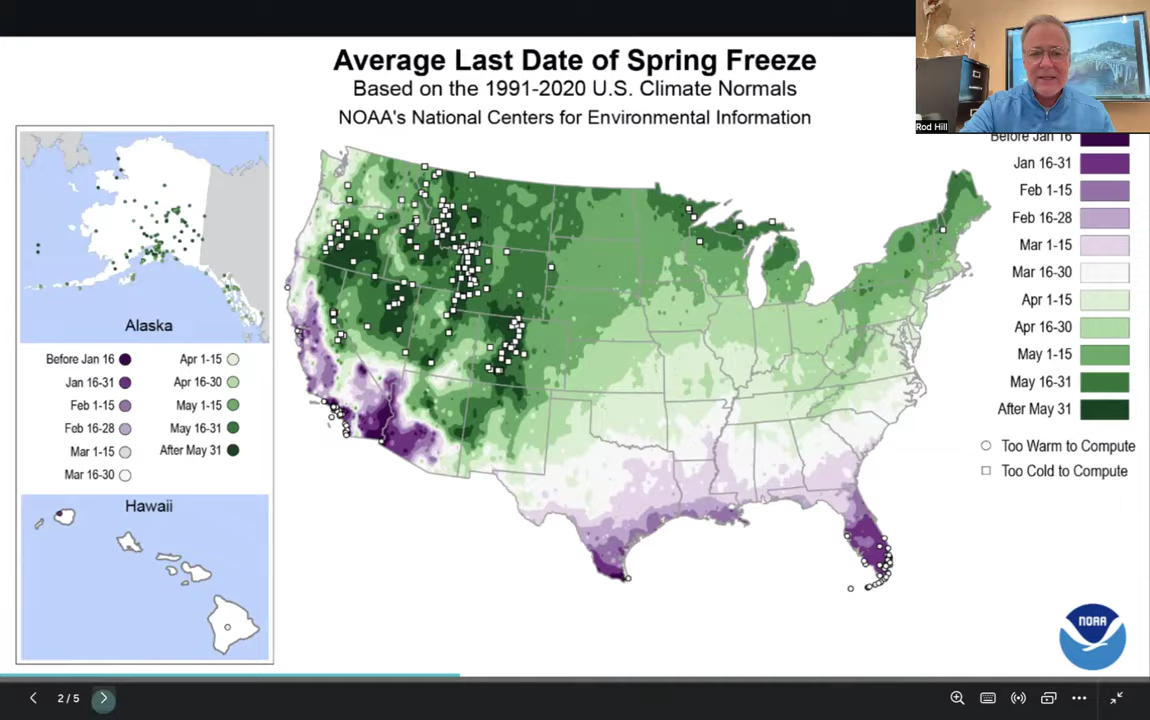 Average Last Date of Spring Freeze
Based on the 1991-2020 U.S. Climate Normals
NOAA's National Centers for Environmental Information
Rod Hill
Before Jan 16
Jan 16-31
Feb 1-15
Feb 16-28
Mar 1-15
Mar 16-30
Apr 1-15
Apr 16-30
May 1-15
May 16-31
After May 31
Too Warm to Compute
Too Cold to Compute
Alaska
Before Jan 16
Jan 16-31
Feb 1-15
Feb 16-28
Mar 1-15
Mar 16-30
Apr 1-15
Apr 16-30
May 1-15
May 16-31
After May 31
Hawaii
NOAA
2 / 5